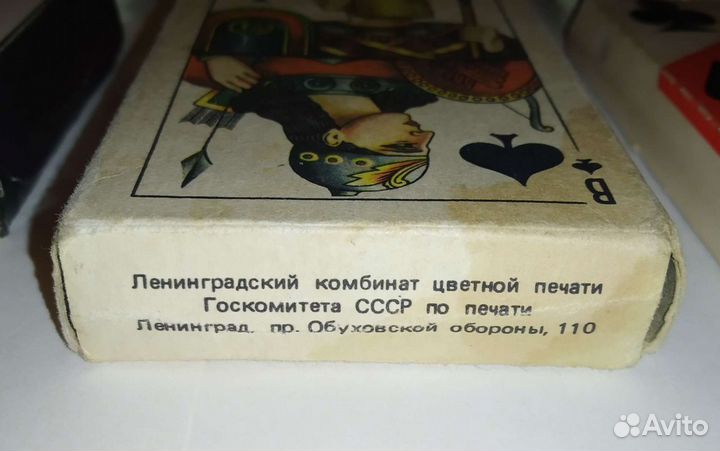 В
Ленинградский комбинат цветной печати
Госкомитета СССР по печати
Ленинград, пр. Обуховской обороны, 110
Avito